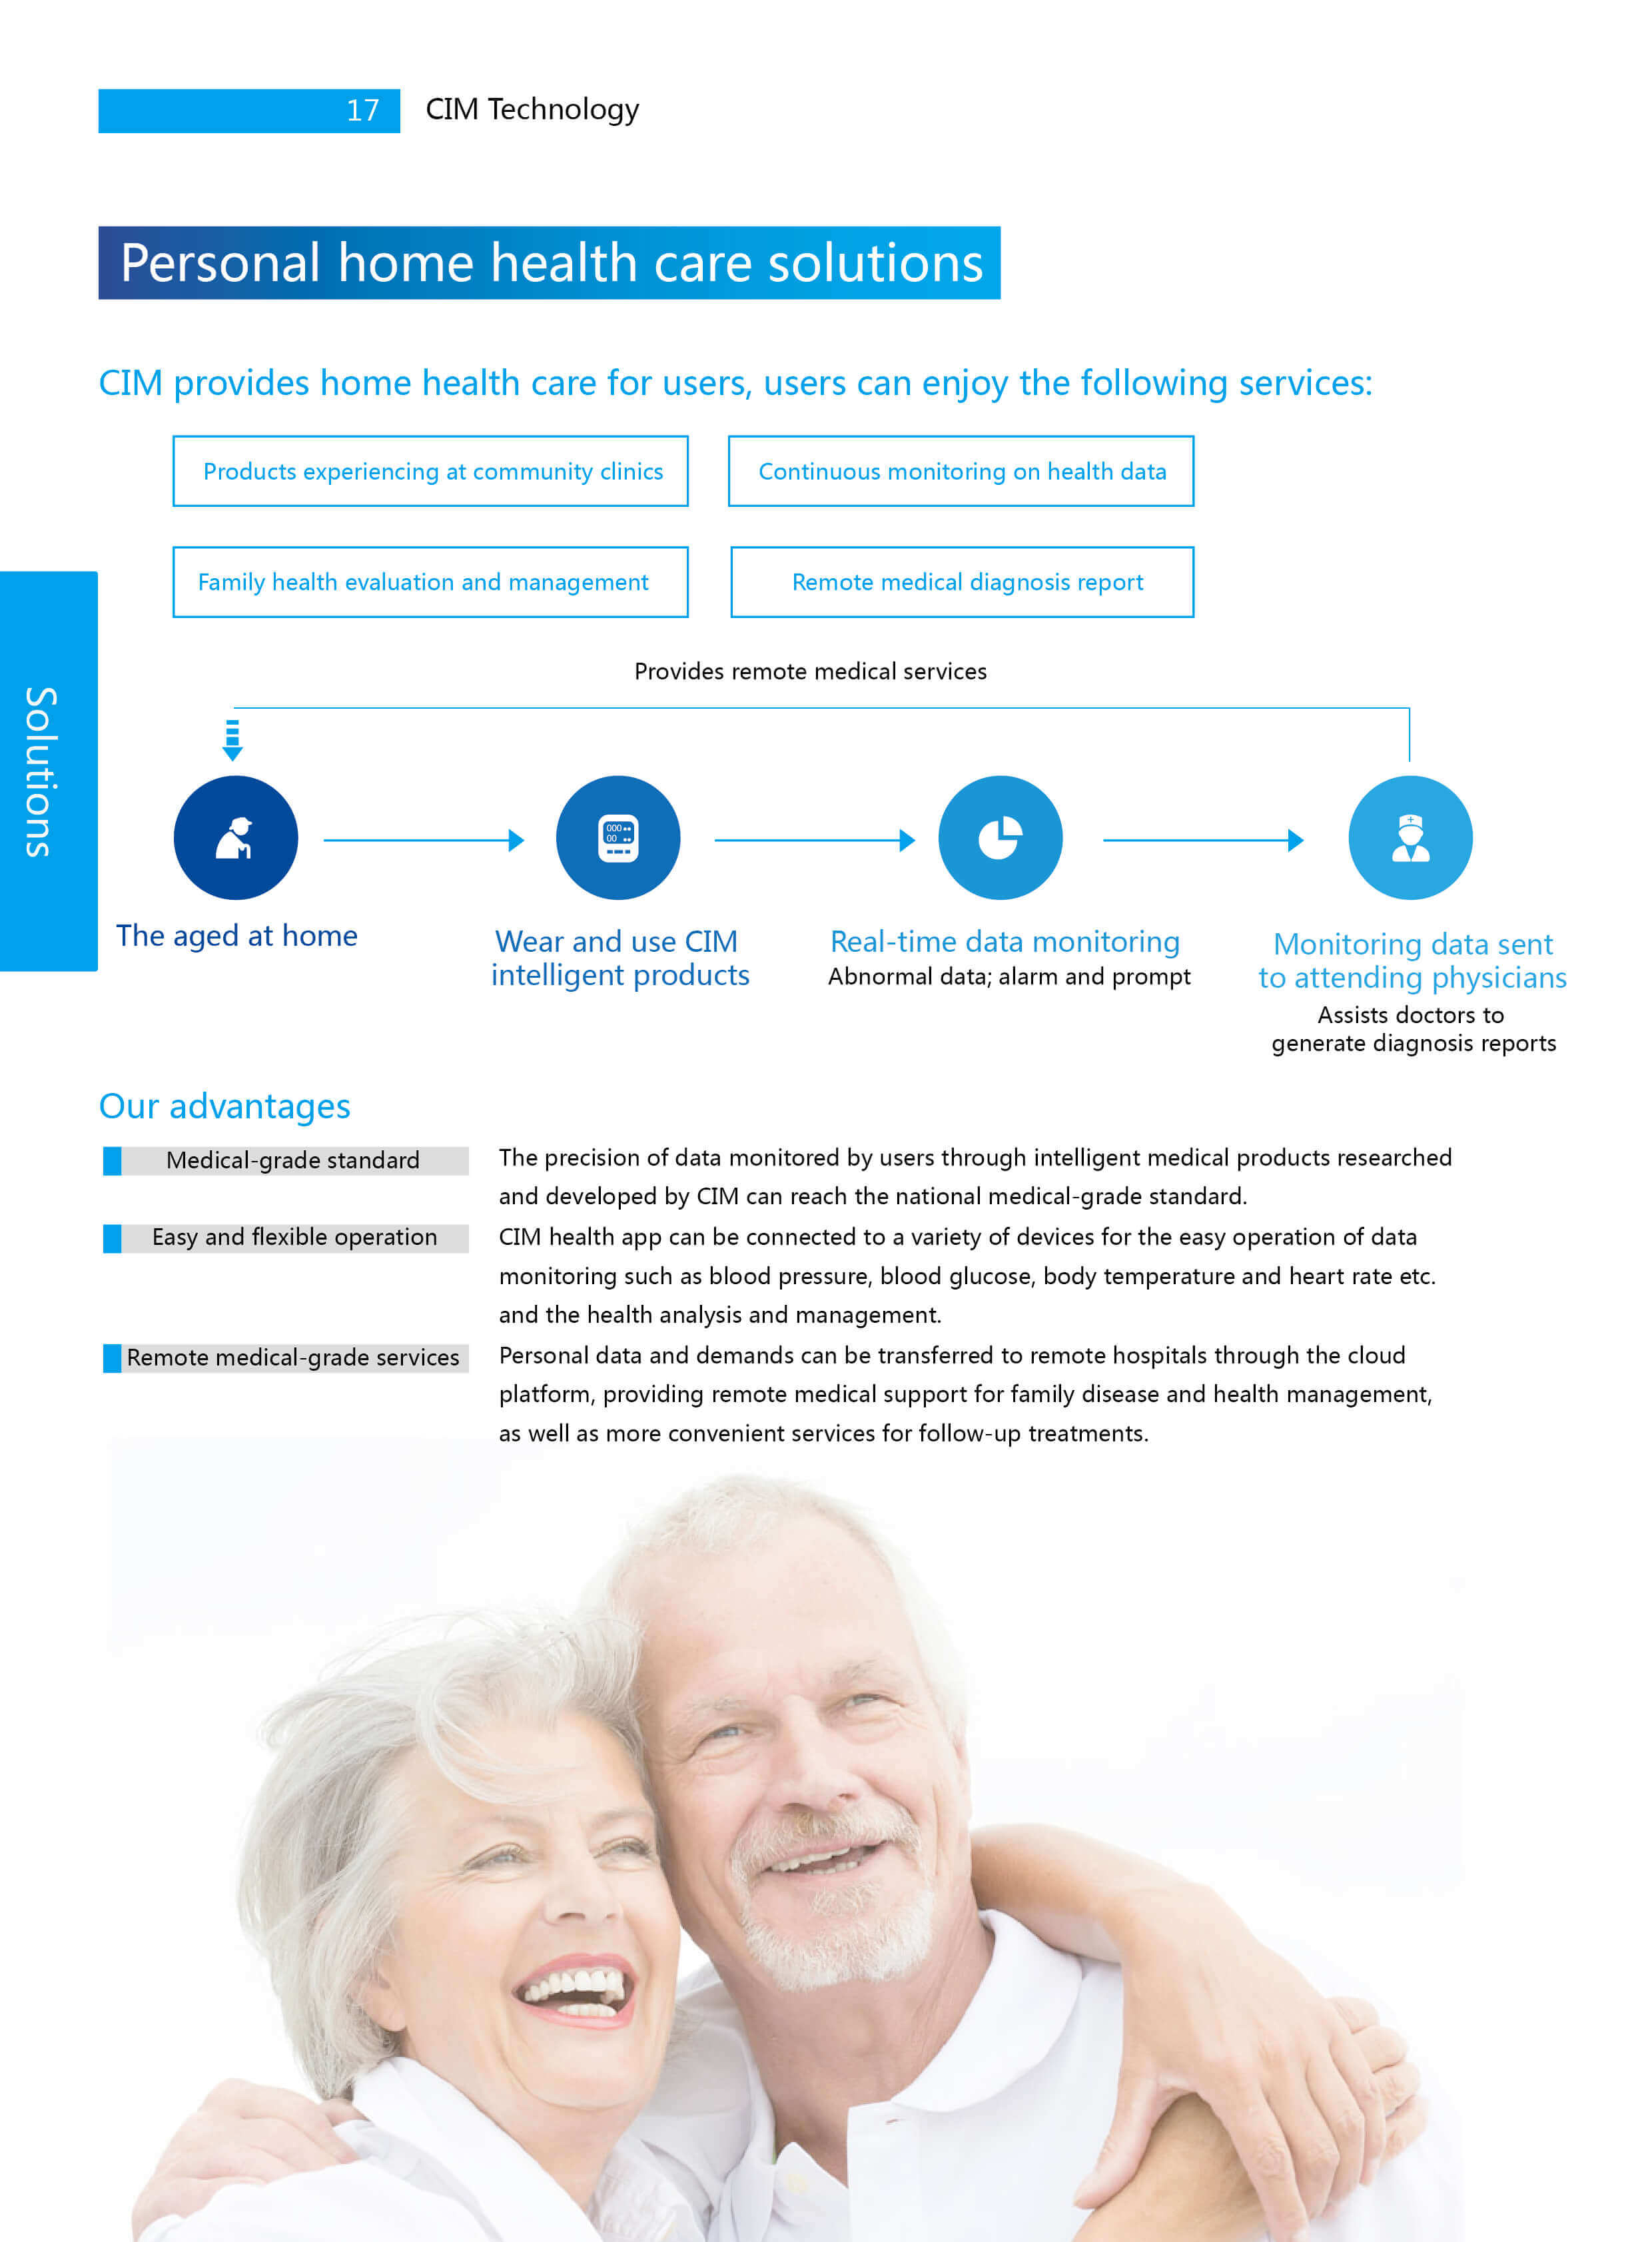 17 CIM Technology
Personal home health care solutions
CIM provides home health care for users, users can enjoy the following services:
Products experiencing at community clinics
Continuous monitoring on health data
Family health evaluation and management
Remote medical diagnosis report
Solutions
Provides remote medical services
000
00
The aged at home
Wear and use CIM
intelligent products
Real-time data monitoring
Abnormal data; alarm and prompt
Monitoring data sent
to attending physicians
Assists doctors to
generate diagnosis reports
Our advantages
Medical-grade standard
The precision of data monitored by users through intelligent medical products researched
and developed by CIM can reach the national medical-grade standard.
Easy and flexible operation
CIM health app can be connected to a variety of devices for the easy operation of data
monitoring such as blood pressure, blood glucose, body temperature and heart rate etc.
and the health analysis and management.
Remote medical-grade services
Personal data and demands can be transferred to remote hospitals through the cloud
platform, providing remote medical support for family disease and health management,
as well as more convenient services for follow-up treatments.